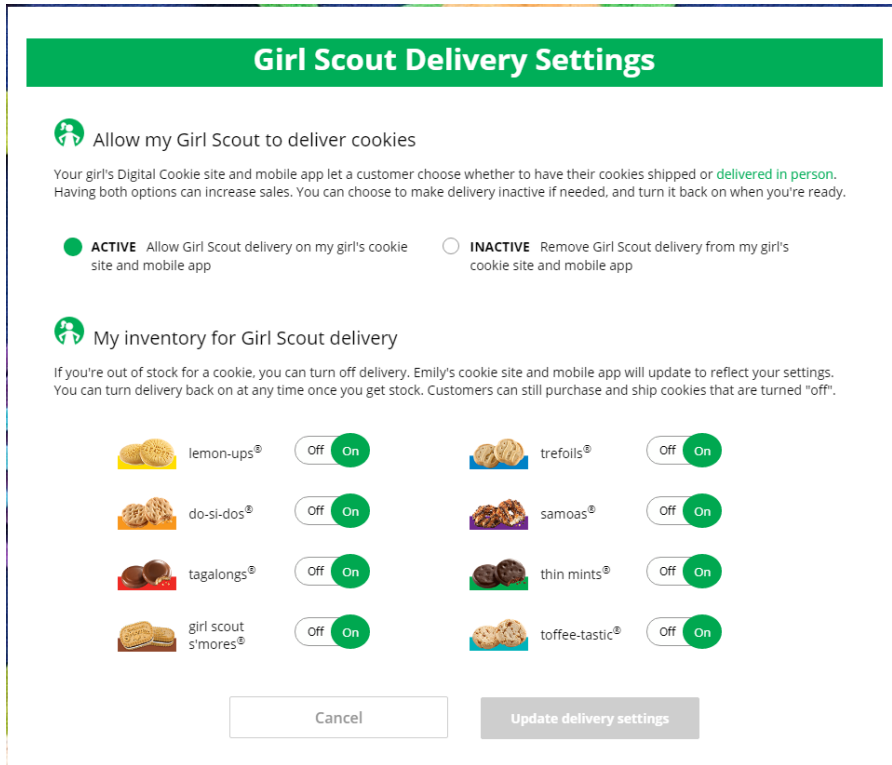 Girl Scout Delivery Settings
Allow my Girl Scout to deliver cookies
Your girl's Digital Cookie site and mobile app let a customer choose whether to have their cookies shipped or delivered in person.
Having both options can increase sales. You can choose to make delivery inactive if needed, and turn it back on when you're ready.
ACTIVE Allow Girl Scout delivery on my girl's cookie
site and mobile app
INACTIVE Remove Girl Scout delivery from my girl's
cookie site and mobile app
My inventory for Girl Scout delivery
If you're out of stock for a cookie, you can turn off delivery. Emily's cookie site and mobile app will update to reflect your settings.
You can turn delivery back on at any time once you get stock. Customers can still purchase and ship cookies that are turned "off".
lemon-ups® Off On
trefoils® Off On
do-si-dos® Off On
samoas® Off On
tagalongs® Off On
thin mints® Off On
girl scout
s'mores® Off On
toffee-tastic® Off On
Cancel
Update delivery settings